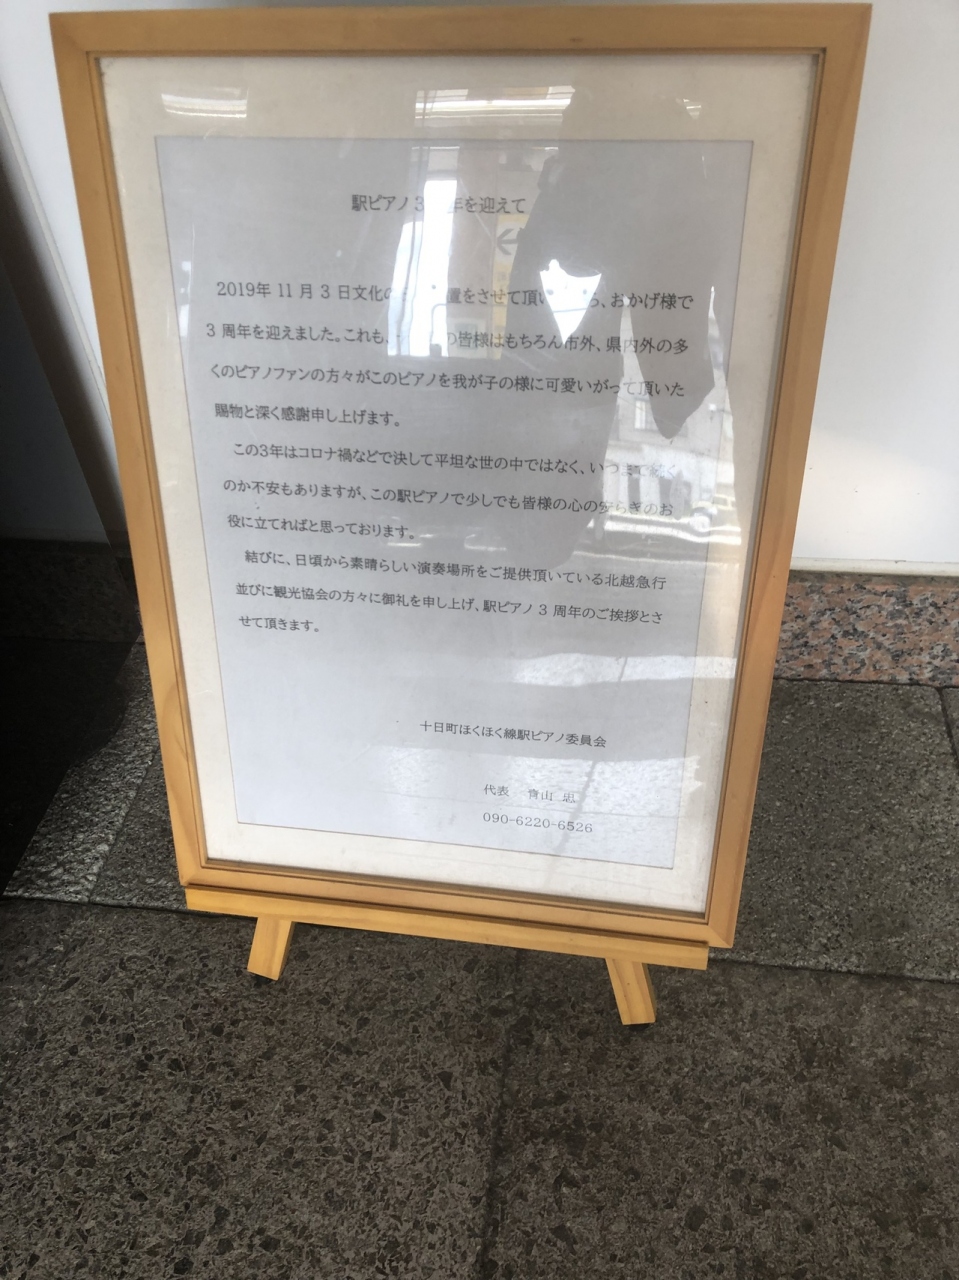 駅ピアノ3 年を迎えて
2019年 11 月 3 日文化の 置をさせて頂い ら、おかげ様で
3 周年を迎えました。これも、 の皆様はもちろん市外、県内外の多
くのピアノファンの方々がこのピアノを我が子の様に可愛いがって頂いた
賜物と深く感謝申し上げます。
この3年はコロナ禍などで決して平坦な世の中ではなく、いつまで続く
のか不安もありますが、この駅ピアノで少しでも皆様の心の安らぎのお
役に立てればと思っております。
結びに、日頃から素晴らしい演奏場所をご提供頂いている北越急行
並びに観光協会の方々に御礼を申し上げ、駅ピアノ 3 周年のご挨拶とさ
せて頂きます。
十日町ほくほく線駅ピアノ委員会
代表 青山 忠
090-6220-6526